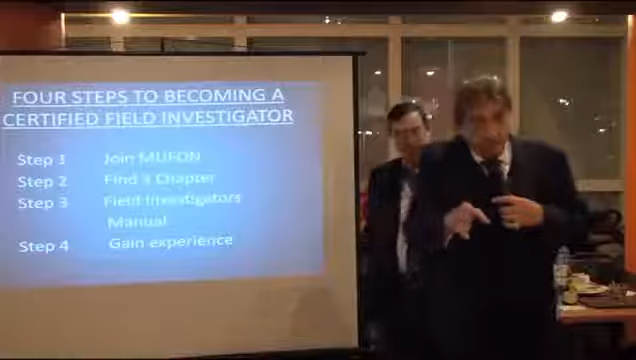 FOUR STEPS TO BECOMING A
CERTIFIED FIELD INVESTIGATOR
Step 1 Join MUFON
Step 2 Find a Chapter
Step 3 Field Investigators
Manual
Step 4 Gain experience